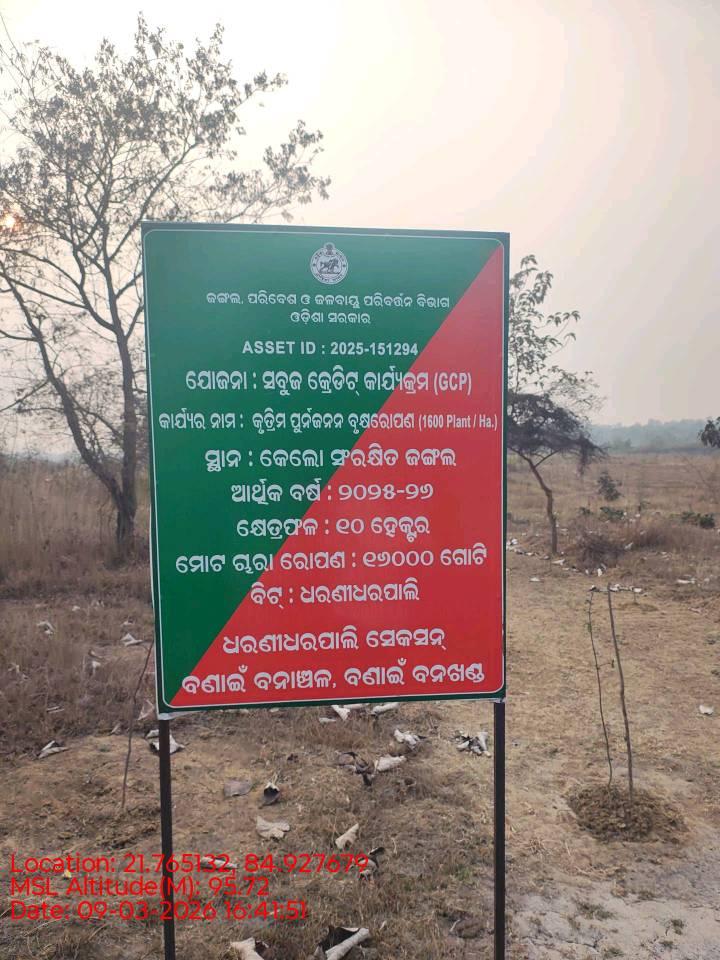 ଜଙ୍ଗଲ, ପରିବେଶ ଓ ଜଳବାୟୁ ପରିବର୍ତ୍ତନ ବିଭାଗ
ଓଡ଼ିଶା ସରକାର
ASSET ID : 2025-151294
ଯୋଜନା : ସବୁଜ କ୍ରେଡିଟ୍ କାର୍ଯ୍ୟକ୍ରମ (GCP)
କାର୍ଯ୍ୟର ନାମ : କୃତ୍ରିମ ପୁର୍ନଜନନ ବୃକ୍ଷରୋପଣ (1600 Plant / Ha.)
ସ୍ଥାନ : କେଲୋ ସଂରକ୍ଷିତ ଜଙ୍ଗଲ
ଆର୍ଥିକ ବର୍ଷ : ୨୦୨୫-୨୬
କ୍ଷେତ୍ରଫଳ : ୧୦ ହେକ୍ଟର
ମୋଟ ଚାରା ରୋପଣ : ୧୬୦୦୦ ଗୋଟି
ବିଟ୍ : ଧରଣୀଧରପାଲି
ଧରଣୀଧରପାଲି ସେକସନ୍
ବଣାଇଁ ବନାଞ୍ଚଳ, ବଣାଇଁ ବନଖଣ୍ଡ
Location: 21.765132, 84.927679
MSL Altitude(M): 95.72
Date: 09-03-2026 16:41:51